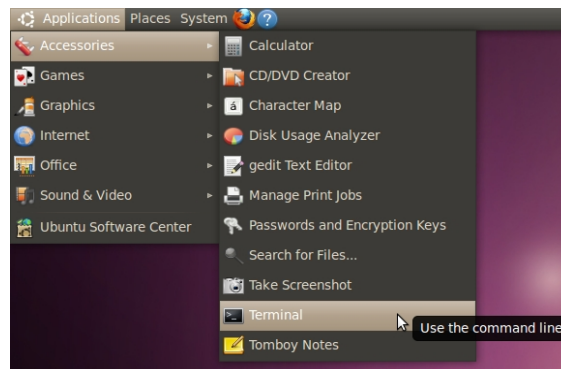 Applications Places System
Accessories
Games
Graphics
Internet
Office
Sound & Video
Ubuntu Software Center
Calculator
CD/DVD Creator
á Character Map
Disk Usage Analyzer
gedit Text Editor
Manage Print Jobs
Passwords and Encryption Keys
Search for Files...
Take Screenshot
Terminal
Use the command line
Tomboy Notes